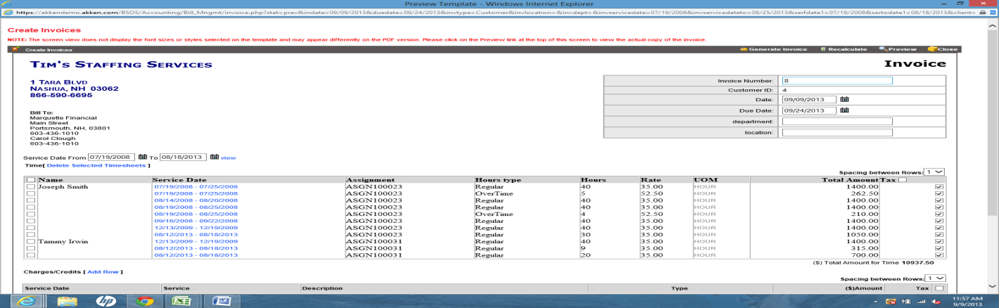 Preview Template - Windows Internet Explorer
https://akkendemo.akken.com/BSOS/Accounting/Bill_Mngmt/invoice.php?stat=prev&indate=09/09/2013&duedate=09/24/2013&invtype=Customer&invlocation=&invdept=&invservicedate=07/19/2008&invservicedateto=08/25/2013&serfdate1=07/19/2008&sertodate1=08/18/2013&client=
Create Invoices
NOTE: The screen view does not display the font sizes or styles selected on the template and may appear differently on the PDF version. Please click on the Preview link at the top of this screen to view the actual copy of the invoice.
Create Invoices Generate Invoice Recalculate Preview Close
Tim's Staffing Services Invoice
1 Tara Blvd
Nashua, NH 03062
866-590-6695
Invoice Number: 8
Customer ID: 4
Date: 09/09/2013
Due Date: 09/24/2013
department:
location:
Bill To:
Marquette Financial
Main Street
Portsmouth, NH, 03801
603-436-1010
Carol Clough
603-436-1010
Service Date From 07/19/2008 To 08/18/2013 view
Time[ Delete Selected Timesheets ]
Spacing between Rows: 1
Name Service Date Assignment Hours type Hours Rate UOM Total Amount Tax
Joseph Smith 07/19/2008 - 07/25/2008 ASGN100023 Regular 40 35.00 HOUR 1400.00
07/19/2008 - 07/25/2008 ASGN100023 OverTime 5 52.50 HOUR 262.50
08/14/2008 - 08/20/2008 ASGN100023 Regular 40 35.00 HOUR 1400.00
08/19/2008 - 08/25/2008 ASGN100023 Regular 40 35.00 HOUR 1400.00
08/19/2008 - 08/25/2008 ASGN100023 OverTime 4 52.50 HOUR 210.00
09/16/2008 - 09/22/2008 ASGN100023 Regular 40 35.00 HOUR 1400.00
12/13/2009 - 12/19/2009 ASGN100023 Regular 40 35.00 HOUR 1400.00
08/12/2013 - 08/18/2013 ASGN100023 Regular 30 35.00 HOUR 1050.00
Tammy Irwin 12/13/2009 - 12/19/2009 ASGN100031 Regular 40 35.00 HOUR 1400.00
08/12/2013 - 08/18/2013 ASGN100031 Regular 9 35.00 HOUR 315.00
08/12/2013 - 08/18/2013 ASGN100031 Regular 20 35.00 HOUR 700.00
($) Total Amount for Time 10937.50
Charges/Credits [ Add Row ]
Spacing between Rows: 1
Service Date Service Description Type ($)Amount Tax
hp
11:57 AM
9/9/2013